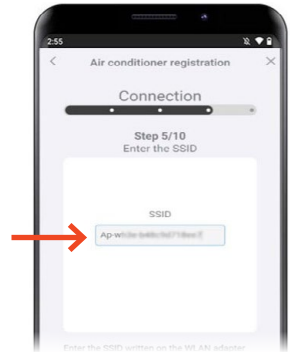 2:55
Air conditioner registration
Connection
Step 5/10
Enter the SSID
SSID
Ap-w
Enter the SSID written on the WLAN adapter